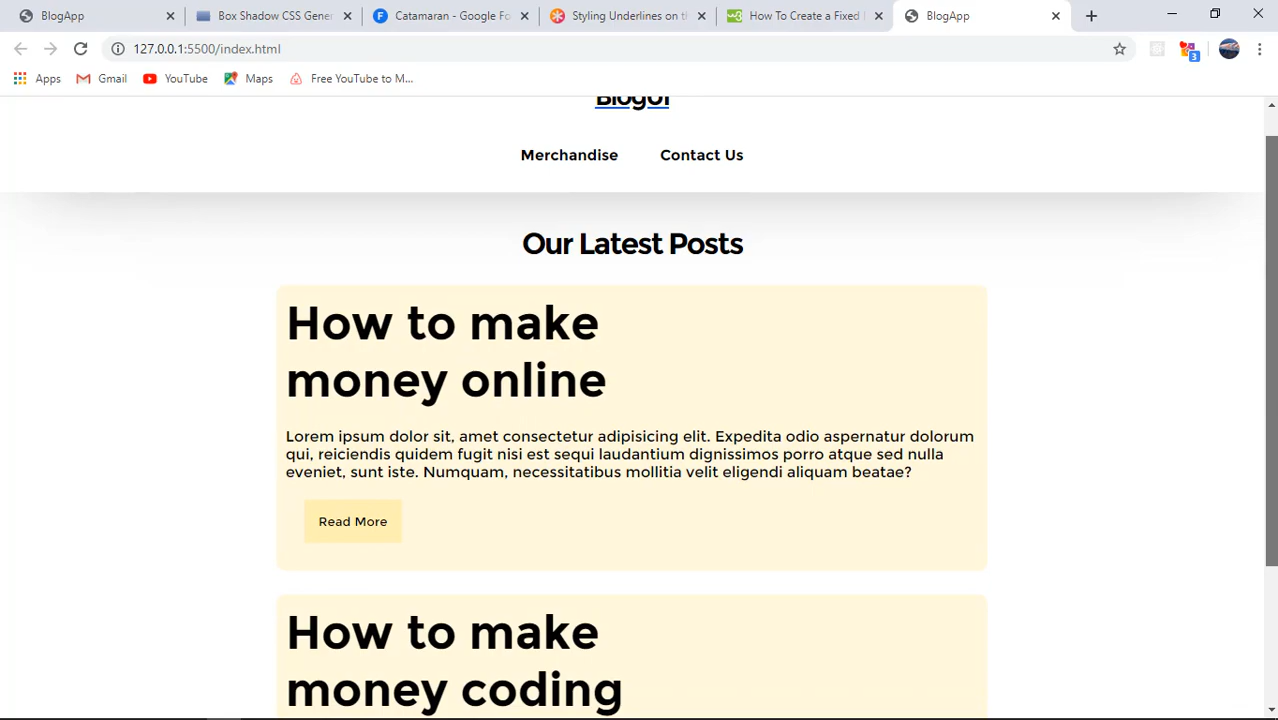 BlogApp
Box Shadow CSS Gener
Catamaran - Google Fo
Styling Underlines on th
How To Create a Fixed
BlogApp
127.0.0.1:5500/index.html
3
Apps
Gmail
YouTube
Maps
Free YouTube to M...
Merchandise
Contact Us
Our Latest Posts
How to make
money online
Lorem ipsum dolor sit, amet consectetur adipisicing elit. Expedita odio aspernatur dolorum
qui, reiciendis quidem fugit nisi est sequi laudantium dignissimos porro atque sed nulla
eveniet, sunt iste. Numquam, necessitatibus mollitia velit eligendi aliquam beatae?
Read More
How to make
money coding